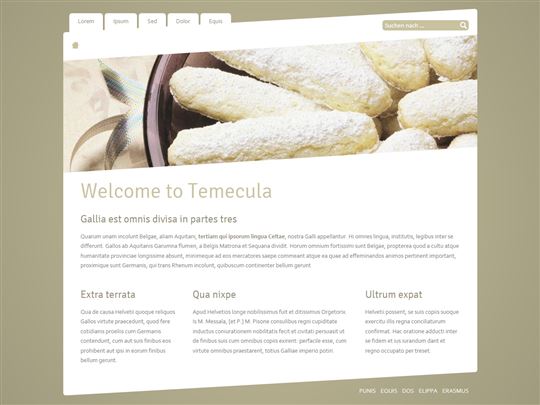 Lorem Ipsum Sed Dolor Equis
Suchen nach ...
Welcome to Temecula
Gallia est omnis divisa in partes tres
Quarum unam incolunt Belgae, aliam Aquitani, tertiam qui ipsorum lingua Celtae, nostra Galli appellantur. Hi omnes lingua, institutis, legibus inter se
differunt. Gallos ab Aquitanis Garumna flumen, a Belgis Matrona et Sequana dividit. Horum omnium fortissimi sunt Belgae, propterea quod a cultu atque
humanitate provinciae longissime absunt, minimeque ad eos mercatores saepe commeant atque ea quae ad effeminandos animos pertinent important,
proximique sunt Germanis, qui trans Rhenum incolunt, quibuscum continenter bellum gerunt.
Extra terrata
Cua de causa Helvetii quoque reliquos
Gallos virtute praecedunt, quod fere
cotidianis proeliis cum Germanis
contendunt, cum aut suis finibus eos
prohibent aut ipsi in eorum finibus
bellum gerunt.
Qua nixpe
Apud Helvetios longe nobilissimus fuit et ditissimus Orgetorix.
Is M. Messala, [et P.] M. Pisone consulibus regni cupiditate
inductus coniurationem nobilitatis fecit et civitati persuasit ut
de finibus suis cum omnibus copiis exirent: perfacile esse, cum
virtute omnibus praestarent, totius Galliae imperio potiri.
Ultrum expat
Helvetii possent, se suis copiis suoque
exercitu illis regna conciliaturum
confirmat. Hac oratione adducti inter
se fidem et ius iurandum dant et
regno occupato per treset.
PUNIS EQUIS DOS ELIPPA ERASMUS